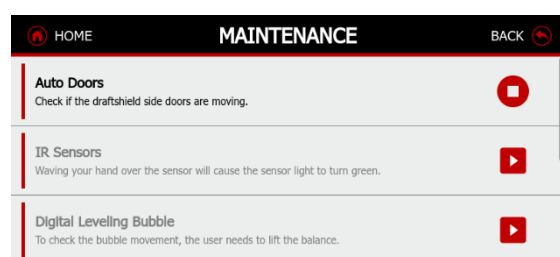 HOME
MAINTENANCE
BACK
Auto Doors
Check if the draftshield side doors are moving.
IR Sensors
Waving your hand over the sensor will cause the sensor light to turn green.
Digital Leveling Bubble
To check the bubble movement, the user needs to lift the balance.